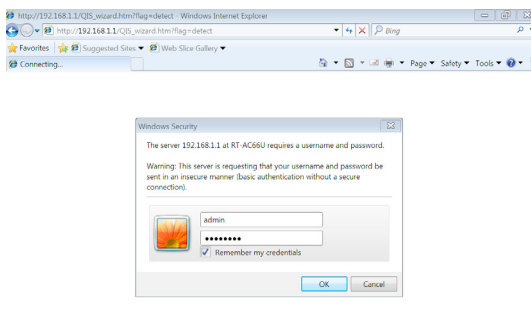 http://192.168.1.1/QIS_wizard.htm?flag=detect - Windows Internet Explorer
http://192.168.1.1/QIS_wizard.htm?flag=detect
Bing
Favorites Suggested Sites Web Slice Gallery
Connecting... Page Safety Tools
Windows Security
The server 192.168.1.1 at RT-AC66U requires a username and password.
Warning: This server is requesting that your username and password be
sent in an insecure manner (basic authentication without a secure
connection).
admin
••••••••
Remember my credentials
OK Cancel